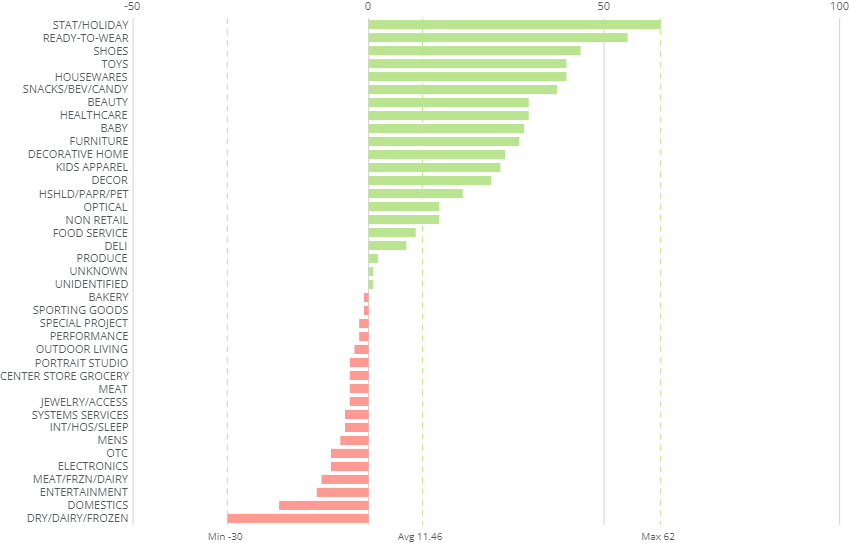 -50 0 50 100
STAT/HOLIDAY
READY-TO-WEAR
SHOES
TOYS
HOUSEWARES
SNACKS/BEV/CANDY
BEAUTY
HEALTHCARE
BABY
FURNITURE
DECORATIVE HOME
KIDS APPAREL
DECOR
HSHLD/PAPR/PET
OPTICAL
NON RETAIL
FOOD SERVICE
DELI
PRODUCE
UNKNOWN
UNIDENTIFIED
BAKERY
SPORTING GOODS
SPECIAL PROJECT
PERFORMANCE
OUTDOOR LIVING
PORTRAIT STUDIO
CENTER STORE GROCERY
MEAT
JEWELRY/ACCESS
SYSTEMS SERVICES
INT/HOS/SLEEP
MENS
OTC
ELECTRONICS
MEAT/FRZN/DAIRY
ENTERTAINMENT
DOMESTICS
DRY/DAIRY/FROZEN
Min -30 Avg 11.46 Max 62